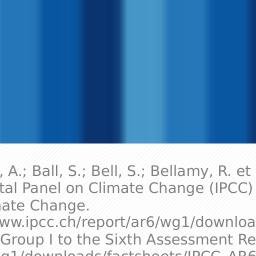 , A.; Ball, S.; Bell, S.; Bellamy, R. et
tal Panel on Climate Change (IPCC)
ate Change.
ww.ipcc.ch/report/ar6/wg1/downloa
Group I to the Sixth Assessment Re
g1/downloads/factsheets/IPCC_AR6